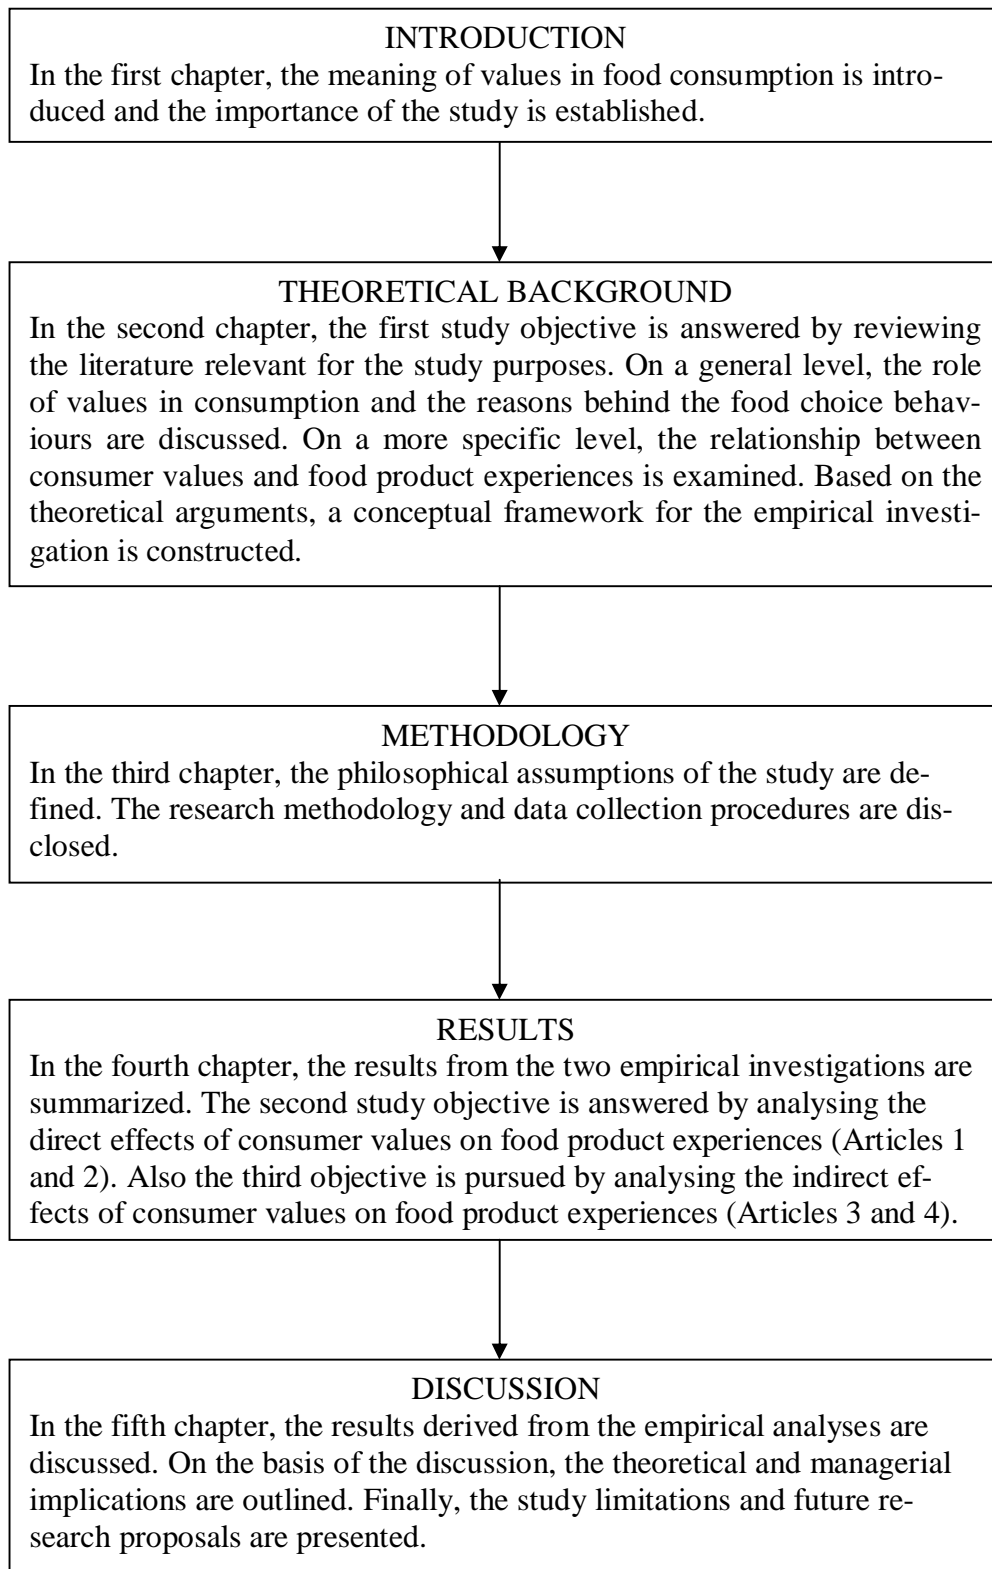 INTRODUCTION
In the first chapter, the meaning of values in food consumption is intro-
duced and the importance of the study is established.
THEORETICAL BACKGROUND
In the second chapter, the first study objective is answered by reviewing
the literature relevant for the study purposes. On a general level, the role
of values in consumption and the reasons behind the food choice behav-
iours are discussed. On a more specific level, the relationship between
consumer values and food product experiences is examined. Based on the
theoretical arguments, a conceptual framework for the empirical investi-
gation is constructed.
METHODOLOGY
In the third chapter, the philosophical assumptions of the study are de-
fined. The research methodology and data collection procedures are dis-
closed.
RESULTS
In the fourth chapter, the results from the two empirical investigations are
summarized. The second study objective is answered by analysing the
direct effects of consumer values on food product experiences (Articles 1
and 2). Also the third objective is pursued by analysing the indirect ef-
fects of consumer values on food product experiences (Articles 3 and 4).
DISCUSSION
In the fifth chapter, the results derived from the empirical analyses are
discussed. On the basis of the discussion, the theoretical and managerial
implications are outlined. Finally, the study limitations and future re-
search proposals are presented.